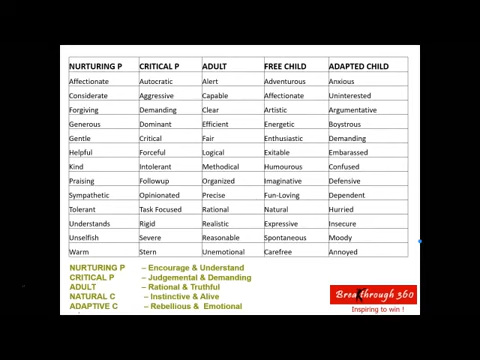 NURTURING P CRITICAL P ADULT FREE CHILD ADAPTED CHILD
Affectionate Autocratic Alert Adventurous Anxious
Considerate Aggressive Capable Affectionate Uninterested
Forgiving Demanding Clear Artistic Argumentative
Generous Dominant Efficient Energetic Boystrous
Gentle Critical Fair Enthusiastic Demanding
Helpful Forceful Logical Exitable Embarassed
Kind Intolerant Methodical Humourous Confused
Praising Followup Organized Imaginative Defensive
Sympathetic Opinionated Precise Fun-Loving Dependent
Tolerant Task Focused Rational Natural Hurried
Understands Rigid Realistic Expressive Insecure
Unselfish Severe Reasonable Spontaneous Moody
Warm Stern Unemotional Carefree Annoyed
NURTURING P – Encourage & Understand
CRITICAL P – Judgemental & Demanding
ADULT – Rational & Truthful
NATURAL C – Instinctive & Alive
ADAPTIVE C – Rebellious & Emotional
Breakthrough 360
Inspiring to win !